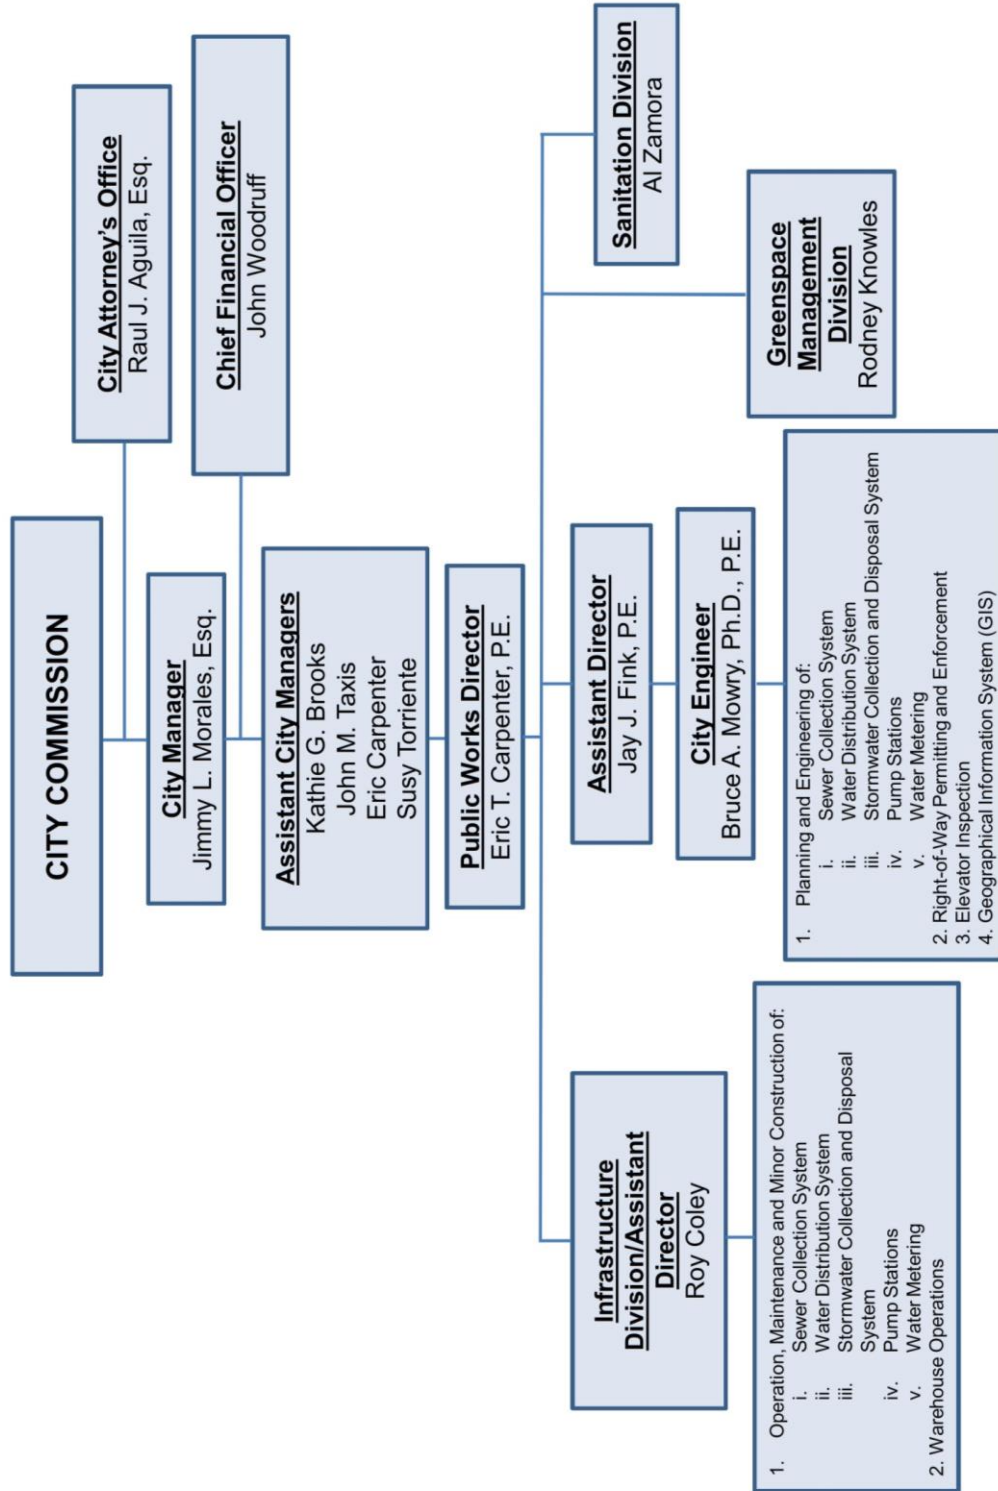 CITY COMMISSION
City Attorney's Office
Raul J. Aguila, Esq.
City Manager
Jimmy L. Morales, Esq.
Chief Financial Officer
John Woodruff
Assistant City Managers
Kathie G. Brooks
John M. Taxis
Eric Carpenter
Susy Torriente
Public Works Director
Eric T. Carpenter, P.E.
Infrastructure
Division/Assistant
Director
Roy Coley
Assistant Director
Jay J. Fink, P.E.
Sanitation Division
Al Zamora
City Engineer
Bruce A. Mowry, Ph.D., P.E.
Greenspace
Management
Division
Rodney Knowles
1. Operation, Maintenance and Minor Construction of:
i. Sewer Collection System
ii. Water Distribution System
iii. Stormwater Collection and Disposal
System
iv. Pump Stations
v. Water Metering
2. Warehouse Operations
1. Planning and Engineering of:
i. Sewer Collection System
ii. Water Distribution System
iii. Stormwater Collection and Disposal System
iv. Pump Stations
v. Water Metering
2. Right-of-Way Permitting and Enforcement
3. Elevator Inspection
4. Geographical Information System (GIS)